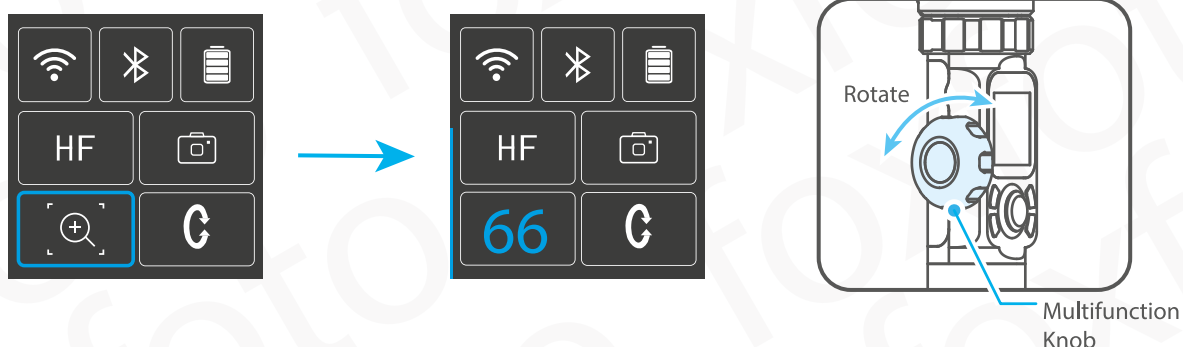 HF
HF
66
Rotate
Multifunction
Knob